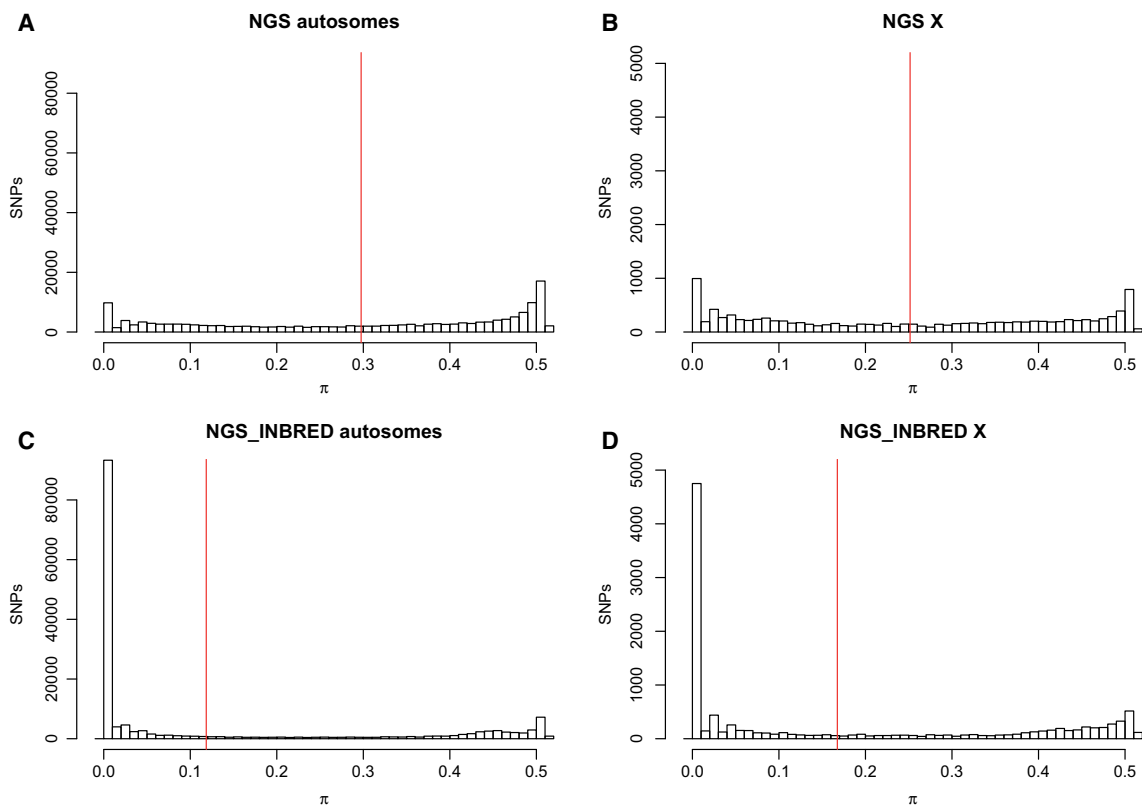 A
NGS autosomes
SNPs
0 20000 40000 60000 80000
0.0 0.1 0.2 0.3 0.4 0.5
π
B
NGS X
SNPs
0 1000 2000 3000 4000 5000
0.0 0.1 0.2 0.3 0.4 0.5
π
C
NGS_INBRED autosomes
SNPs
0 20000 40000 60000 80000
0.0 0.1 0.2 0.3 0.4 0.5
π
D
NGS_INBRED X
SNPs
0 1000 2000 3000 4000 5000
0.0 0.1 0.2 0.3 0.4 0.5
π